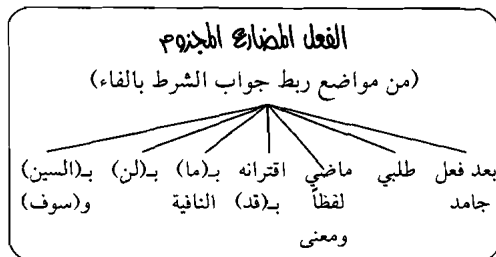 الفعل المضارع المجزوم
(من مواضع ربط جواب الشرط بالفاء)
بعد فعل طلبي ماضي اقترانه بـ(ما) بـ(لن) بـ(السين)
جامد لفظاً بـ(قد) النافية و(سوف)
ومعنى